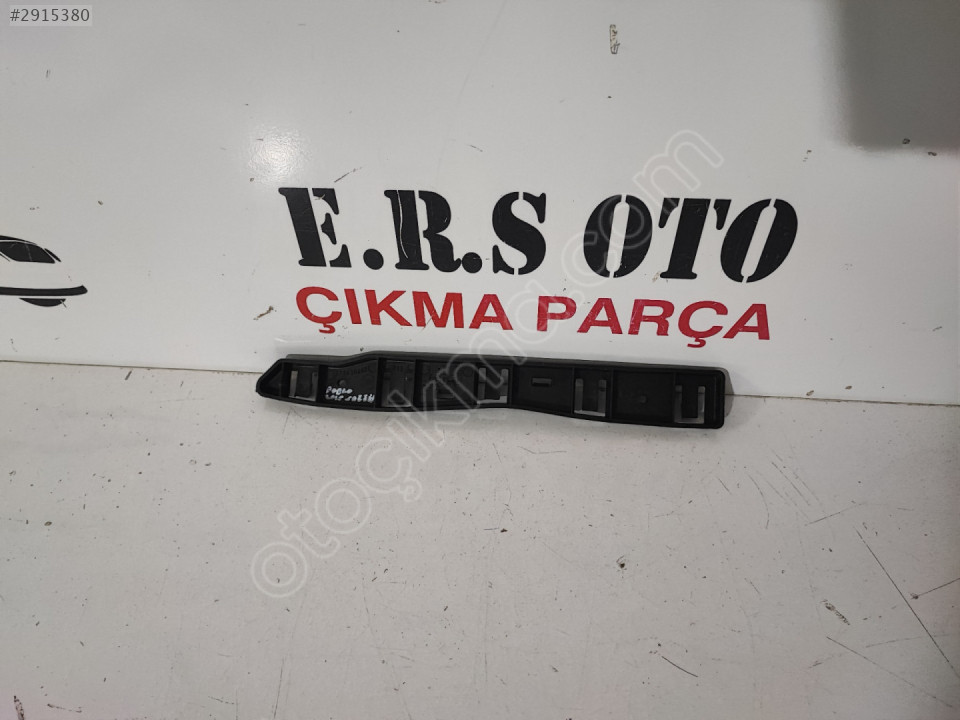 #2915380
E.R.S OTO
ÇIKMA PARÇA
otoçıkma.com